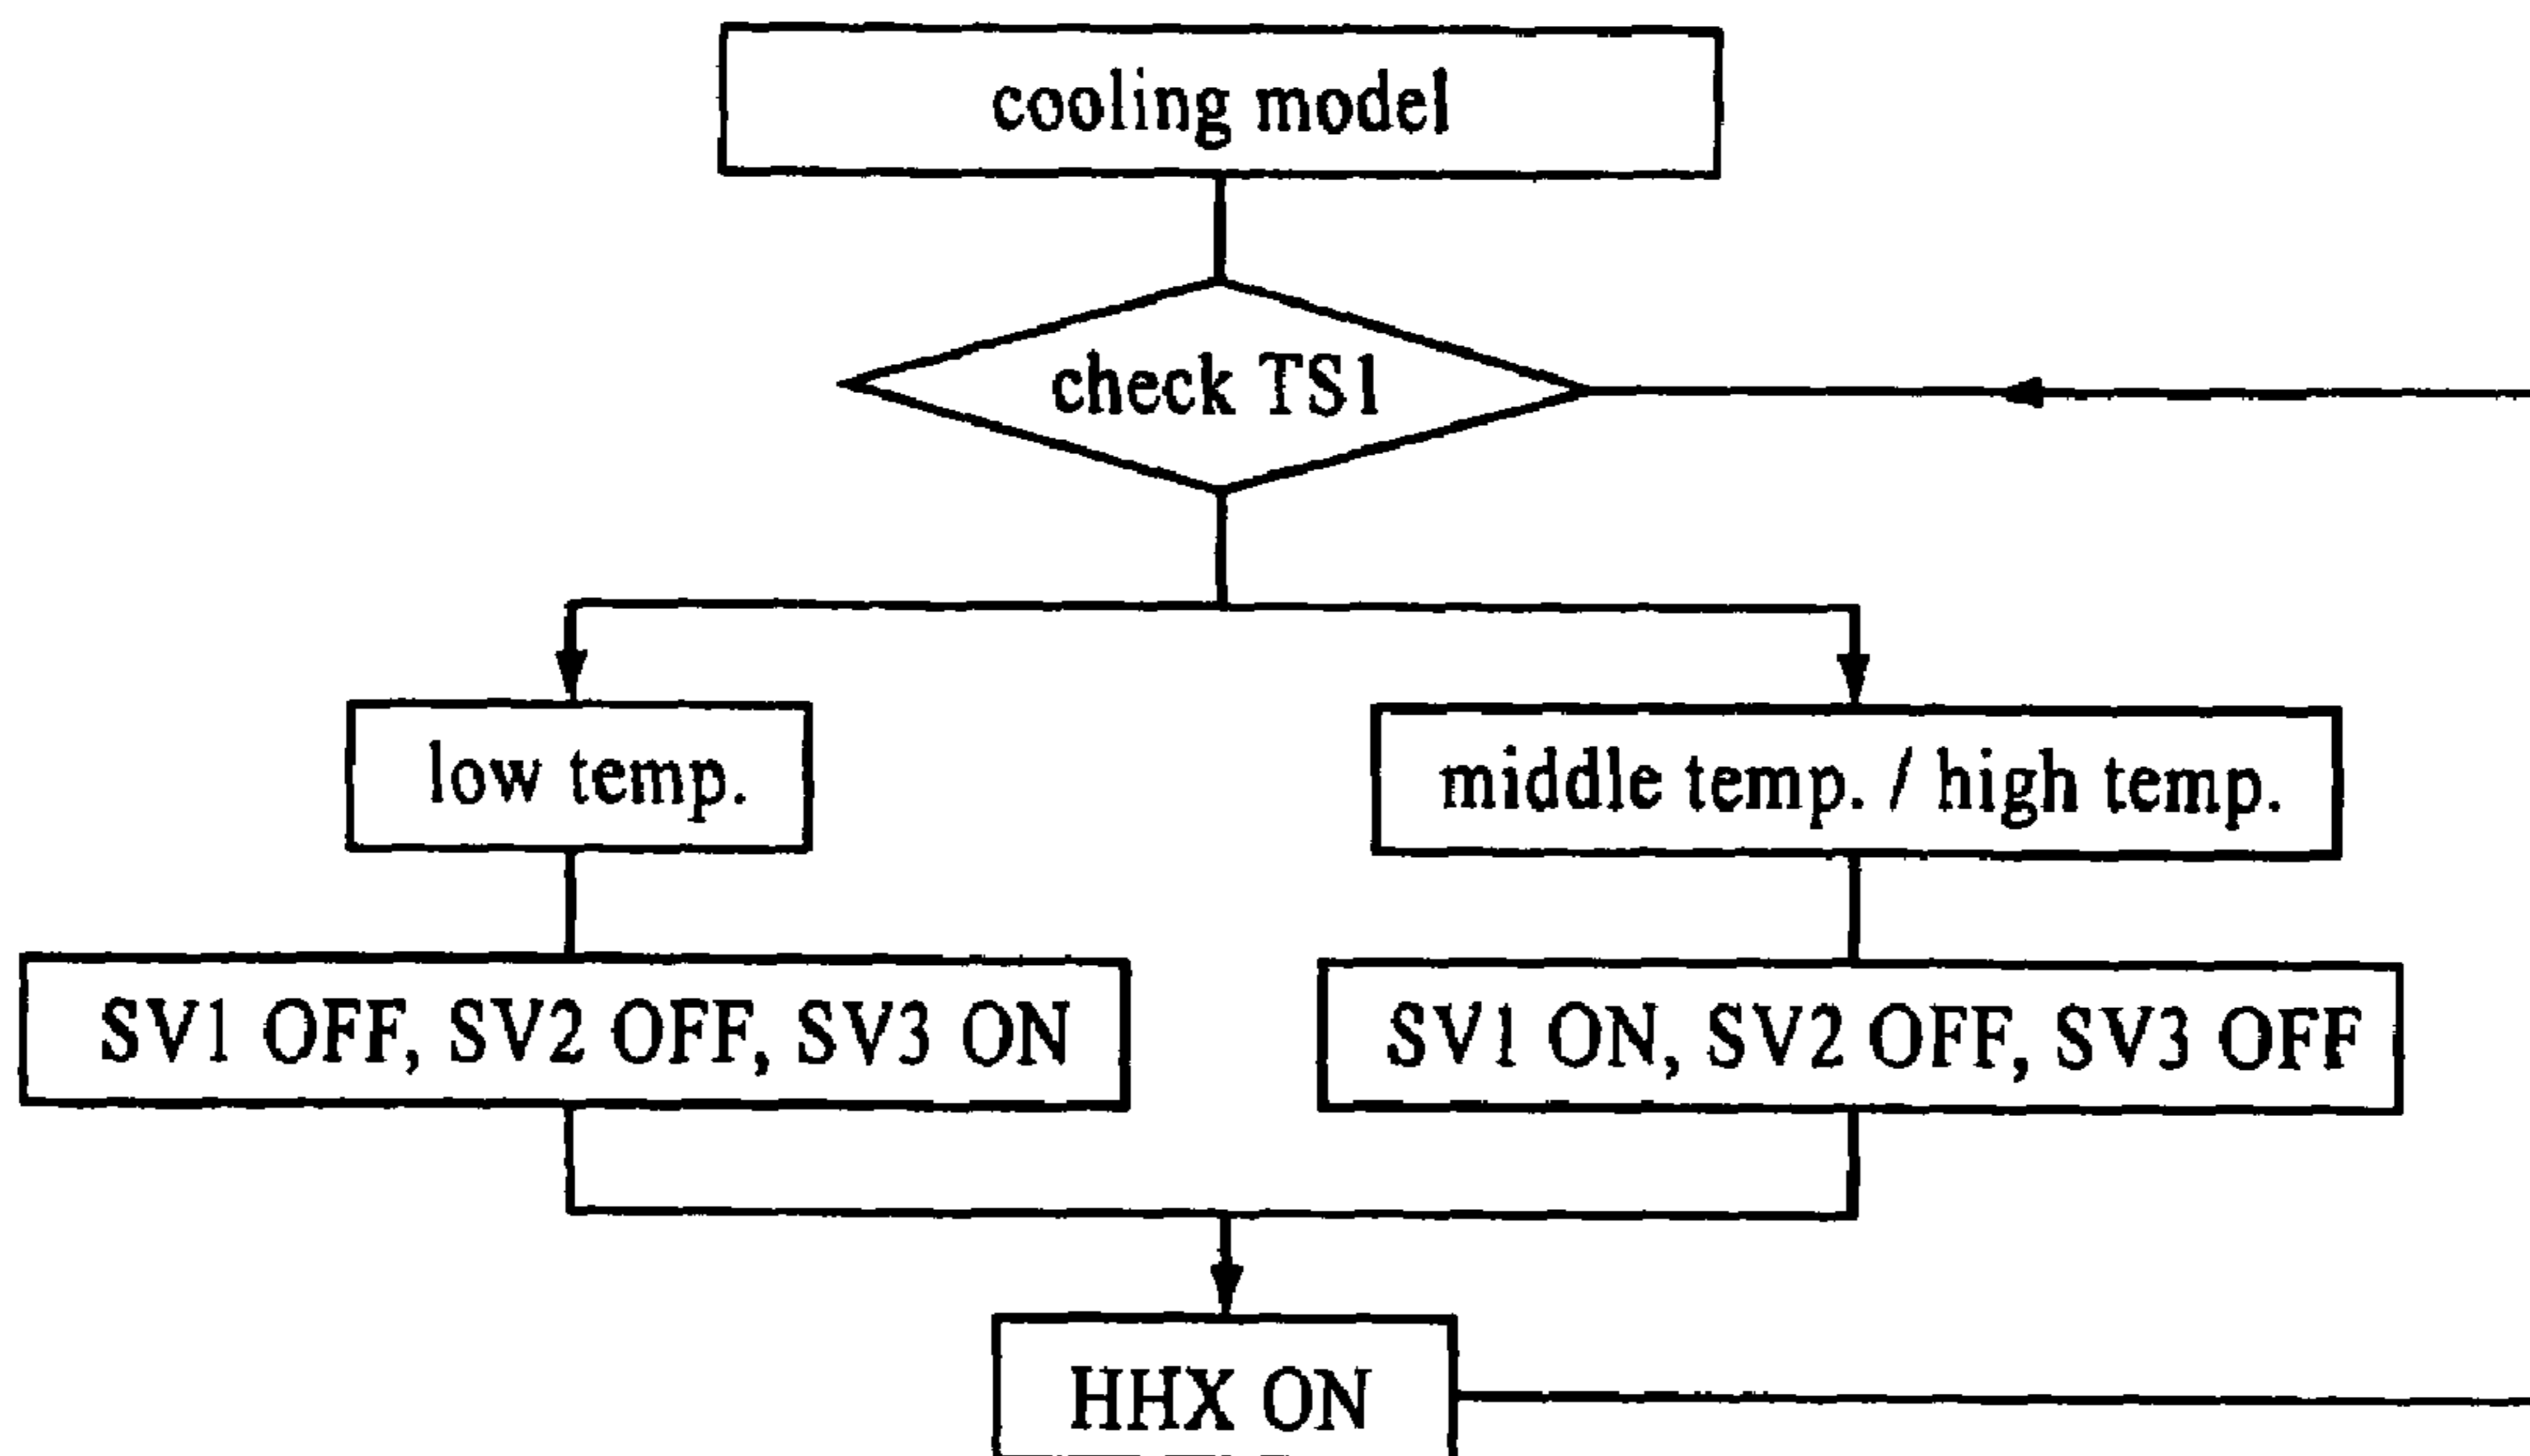 cooling model
check TS1
low temp.
middle temp. / high temp.
SV1 OFF, SV2 OFF, SV3 ON
SV1 ON, SV2 OFF, SV3 OFF
HHX ON